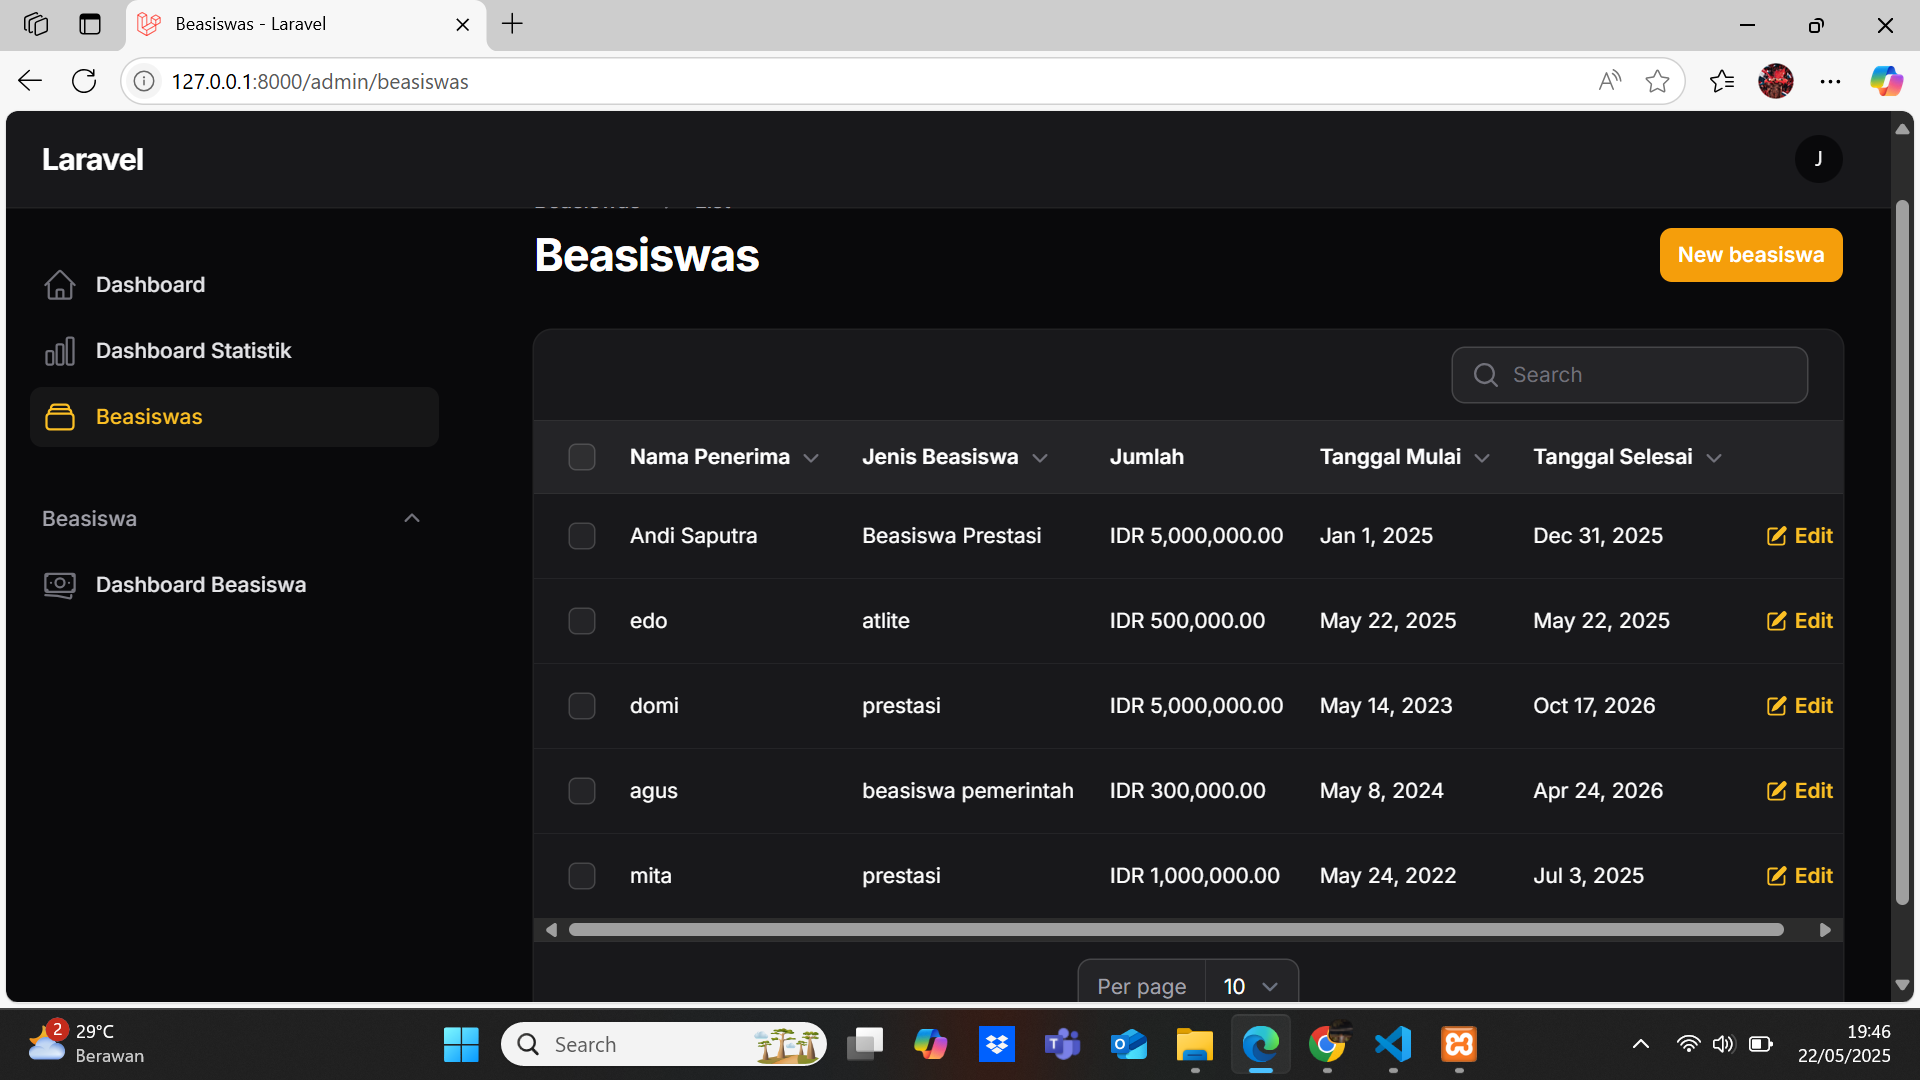 Beasiswas - Laravel
127.0.0.1:8000/admin/beasiswas
Laravel
J
Dashboard
Dashboard Statistik
Beasiswas
Beasiswa
Dashboard Beasiswa
Beasiswas
New beasiswa
Search
Nama Penerima Jenis Beasiswa Jumlah Tanggal Mulai Tanggal Selesai
Andi Saputra Beasiswa Prestasi IDR 5,000,000.00 Jan 1, 2025 Dec 31, 2025 Edit
edo atlite IDR 500,000.00 May 22, 2025 May 22, 2025 Edit
domi prestasi IDR 5,000,000.00 May 14, 2023 Oct 17, 2026 Edit
agus beasiswa pemerintah IDR 300,000.00 May 8, 2024 Apr 24, 2026 Edit
mita prestasi IDR 1,000,000.00 May 24, 2022 Jul 3, 2025 Edit
Per page 10
2
29°C
Berawan
Search
19:46
22/05/2025